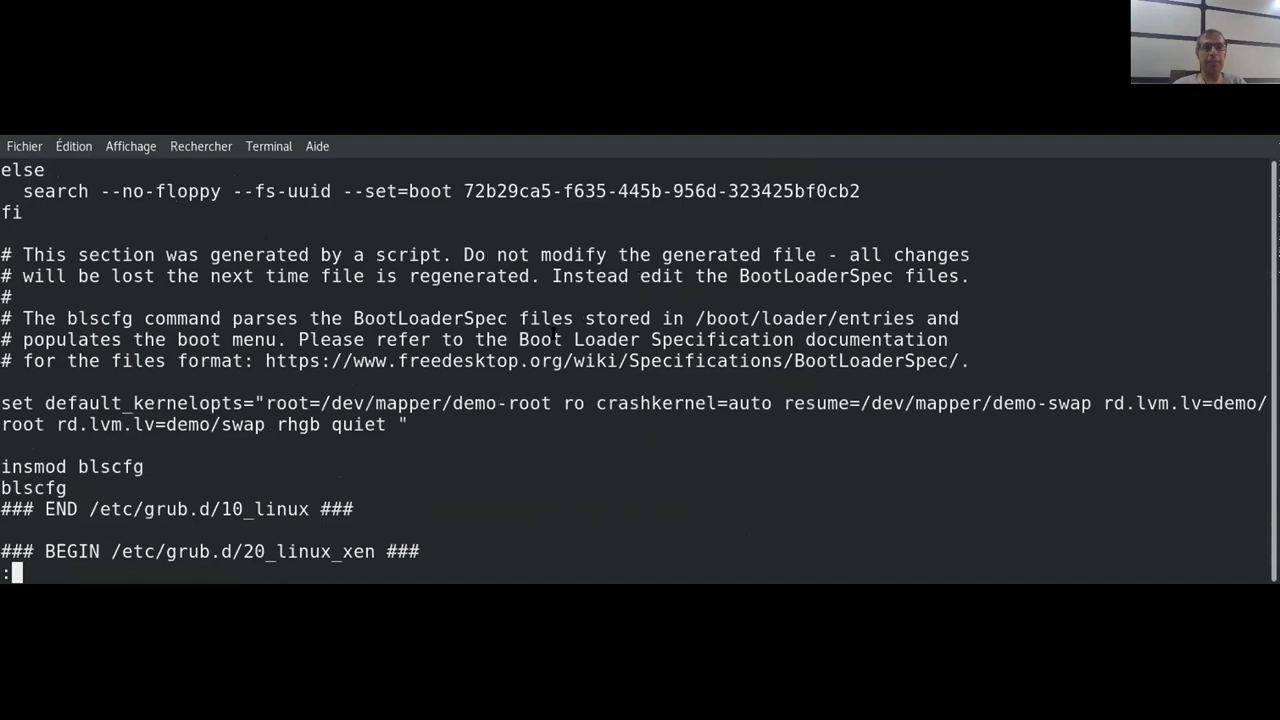 Fichier Édition Affichage Rechercher Terminal Aide
else
  search --no-floppy --fs-uuid --set=boot 72b29ca5-f635-445b-956d-323425bf0cb2
fi

# This section was generated by a script. Do not modify the generated file - all changes
# will be lost the next time file is regenerated. Instead edit the BootLoaderSpec files.
#
# The blscfg command parses the BootLoaderSpec files stored in /boot/loader/entries and
# populates the boot menu. Please refer to the Boot Loader Specification documentation
# for the files format: https://www.freedesktop.org/wiki/Specifications/BootLoaderSpec/.

set default_kernelopts="root=/dev/mapper/demo-root ro crashkernel=auto resume=/dev/mapper/demo-swap rd.lvm.lv=demo/
root rd.lvm.lv=demo/swap rhgb quiet "

insmod blscfg
blscfg
### END /etc/grub.d/10_linux ###

### BEGIN /etc/grub.d/20_linux_xen ###
: